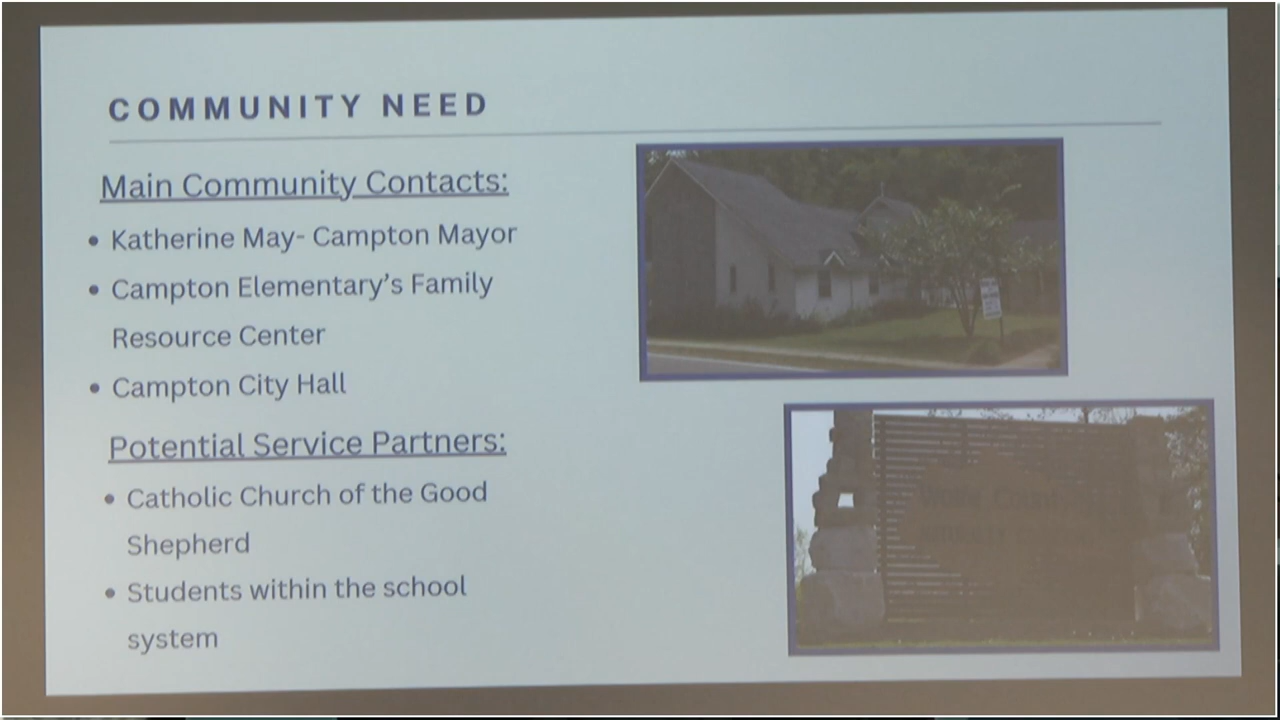 COMMUNITY NEED
Main Community Contacts:
• Katherine May- Campton Mayor
• Campton Elementary's Family
Resource Center
• Campton City Hall
Potential Service Partners:
• Catholic Church of the Good
Shepherd
• Students within the school
system